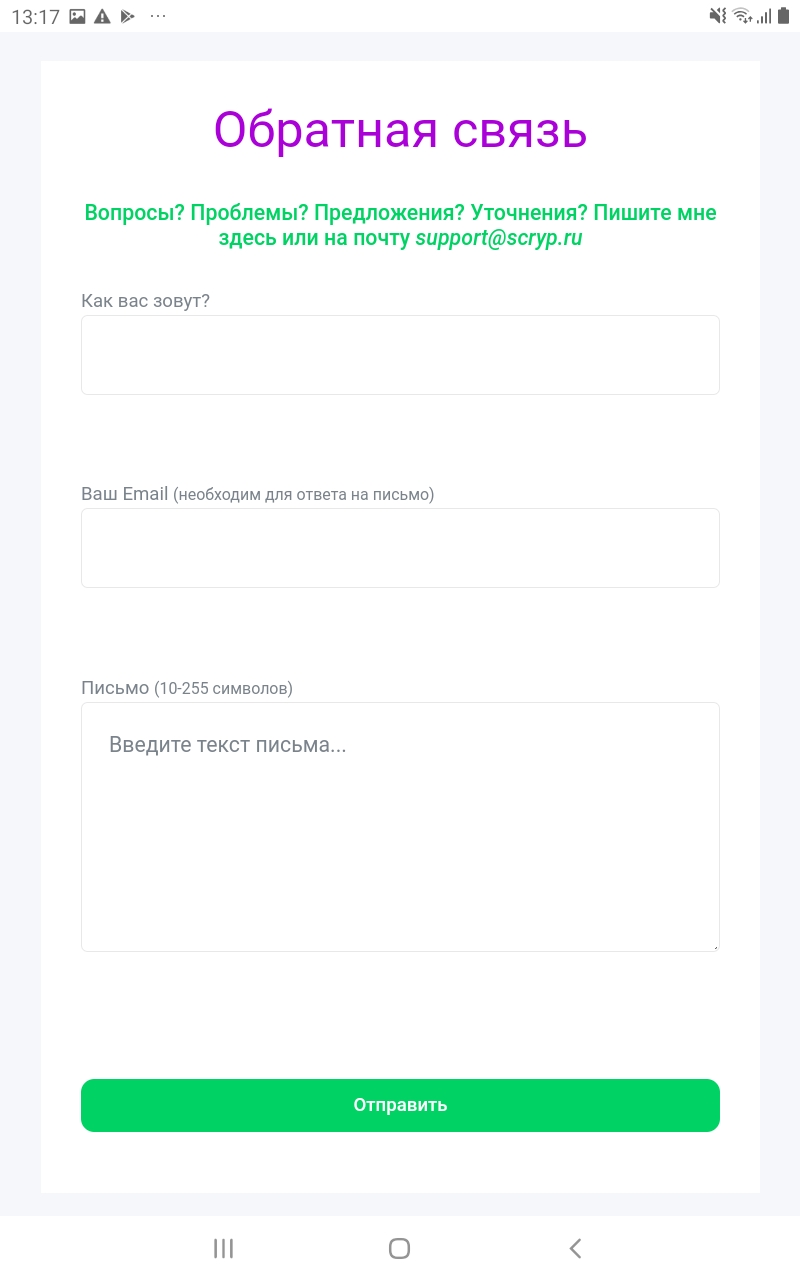 13:17
Обратная связь
Вопросы? Проблемы? Предложения? Уточнения? Пишите мне
здесь или на почту support@scryp.ru
Как вас зовут?
Ваш Email (необходим для ответа на письмо)
Письмо (10-255 символов)
Введите текст письма...
Отправить